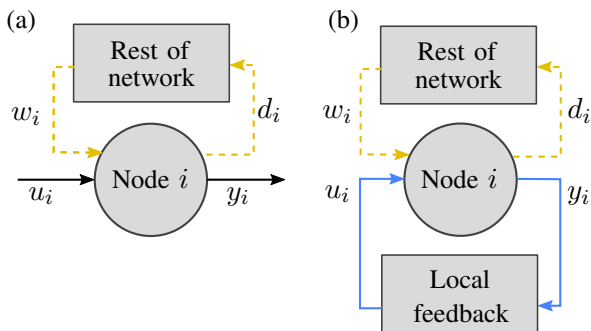 (a)
Rest of
network
w_i
d_i
Node i
u_i
y_i
(b)
Rest of
network
w_i
d_i
Node i
u_i
y_i
Local
feedback